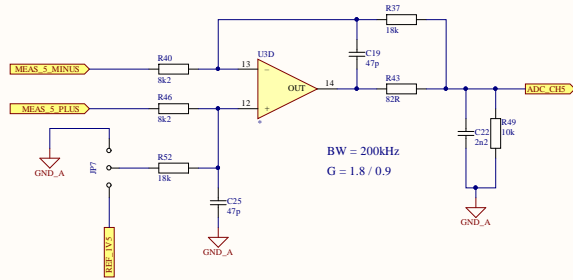 R37
18k
C19
47p
R40
8k2
MEAS_5_MINUS
U3D
13
14
OUT
R43
82R
ADC_CH5
R46
8k2
MEAS_5_PLUS
12
C22
2n2
R49
10k
BW = 200kHz
G = 1.8 / 0.9
GND_A
JP7
R52
18k
C25
47p
GND_A
GND_A
REF_1V5